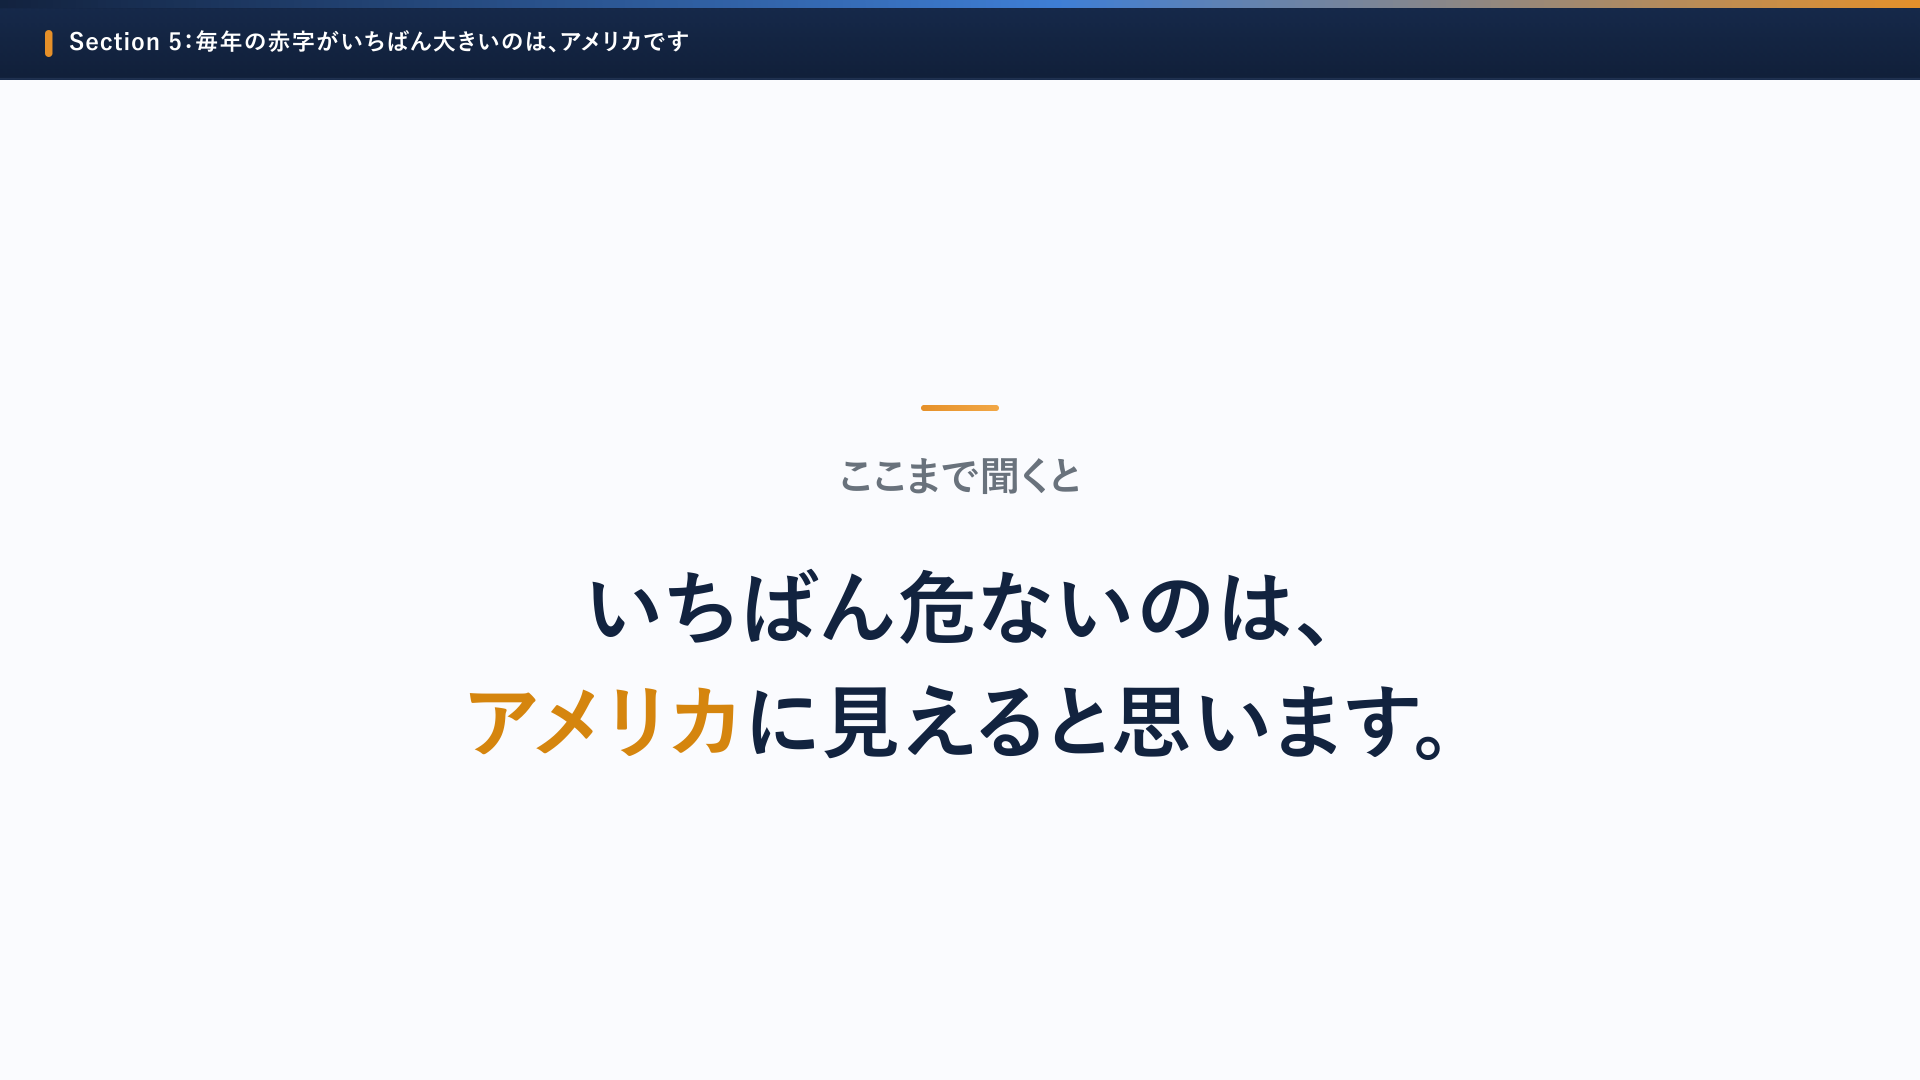 Section 5：毎年の赤字がいちばん大きいのは、アメリカです
ここまで聞くと
いちばん危ないのは、
アメリカに見えると思います。